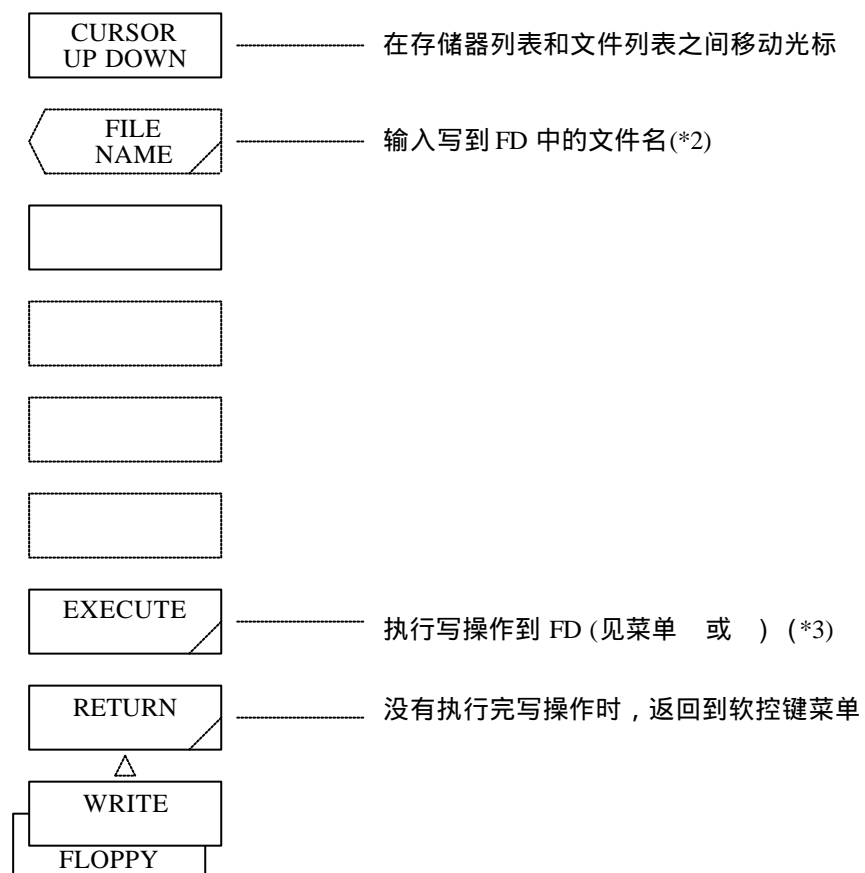 CURSOR
UP DOWN
在存储器列表和文件列表之间移动光标
FILE
NAME
输入写到 FD 中的文件名(*2)
EXECUTE
执行写操作到 FD (见菜单 或 ) (*3)
RETURN
没有执行完写操作时，返回到软控键菜单
WRITE
FLOPPY